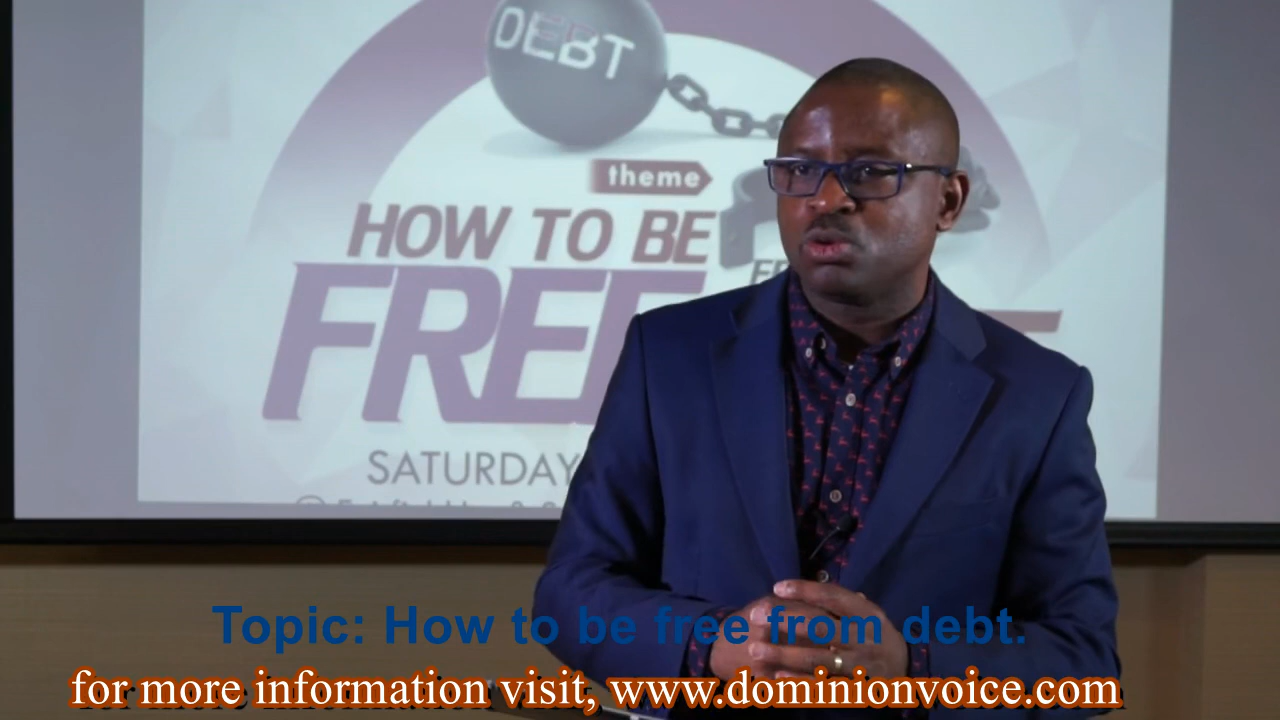 DEBT
theme
HOW TO BE
FREE
SATURDAY
Topic: How to be free from debt.
for more information visit, www.dominionvoice.com